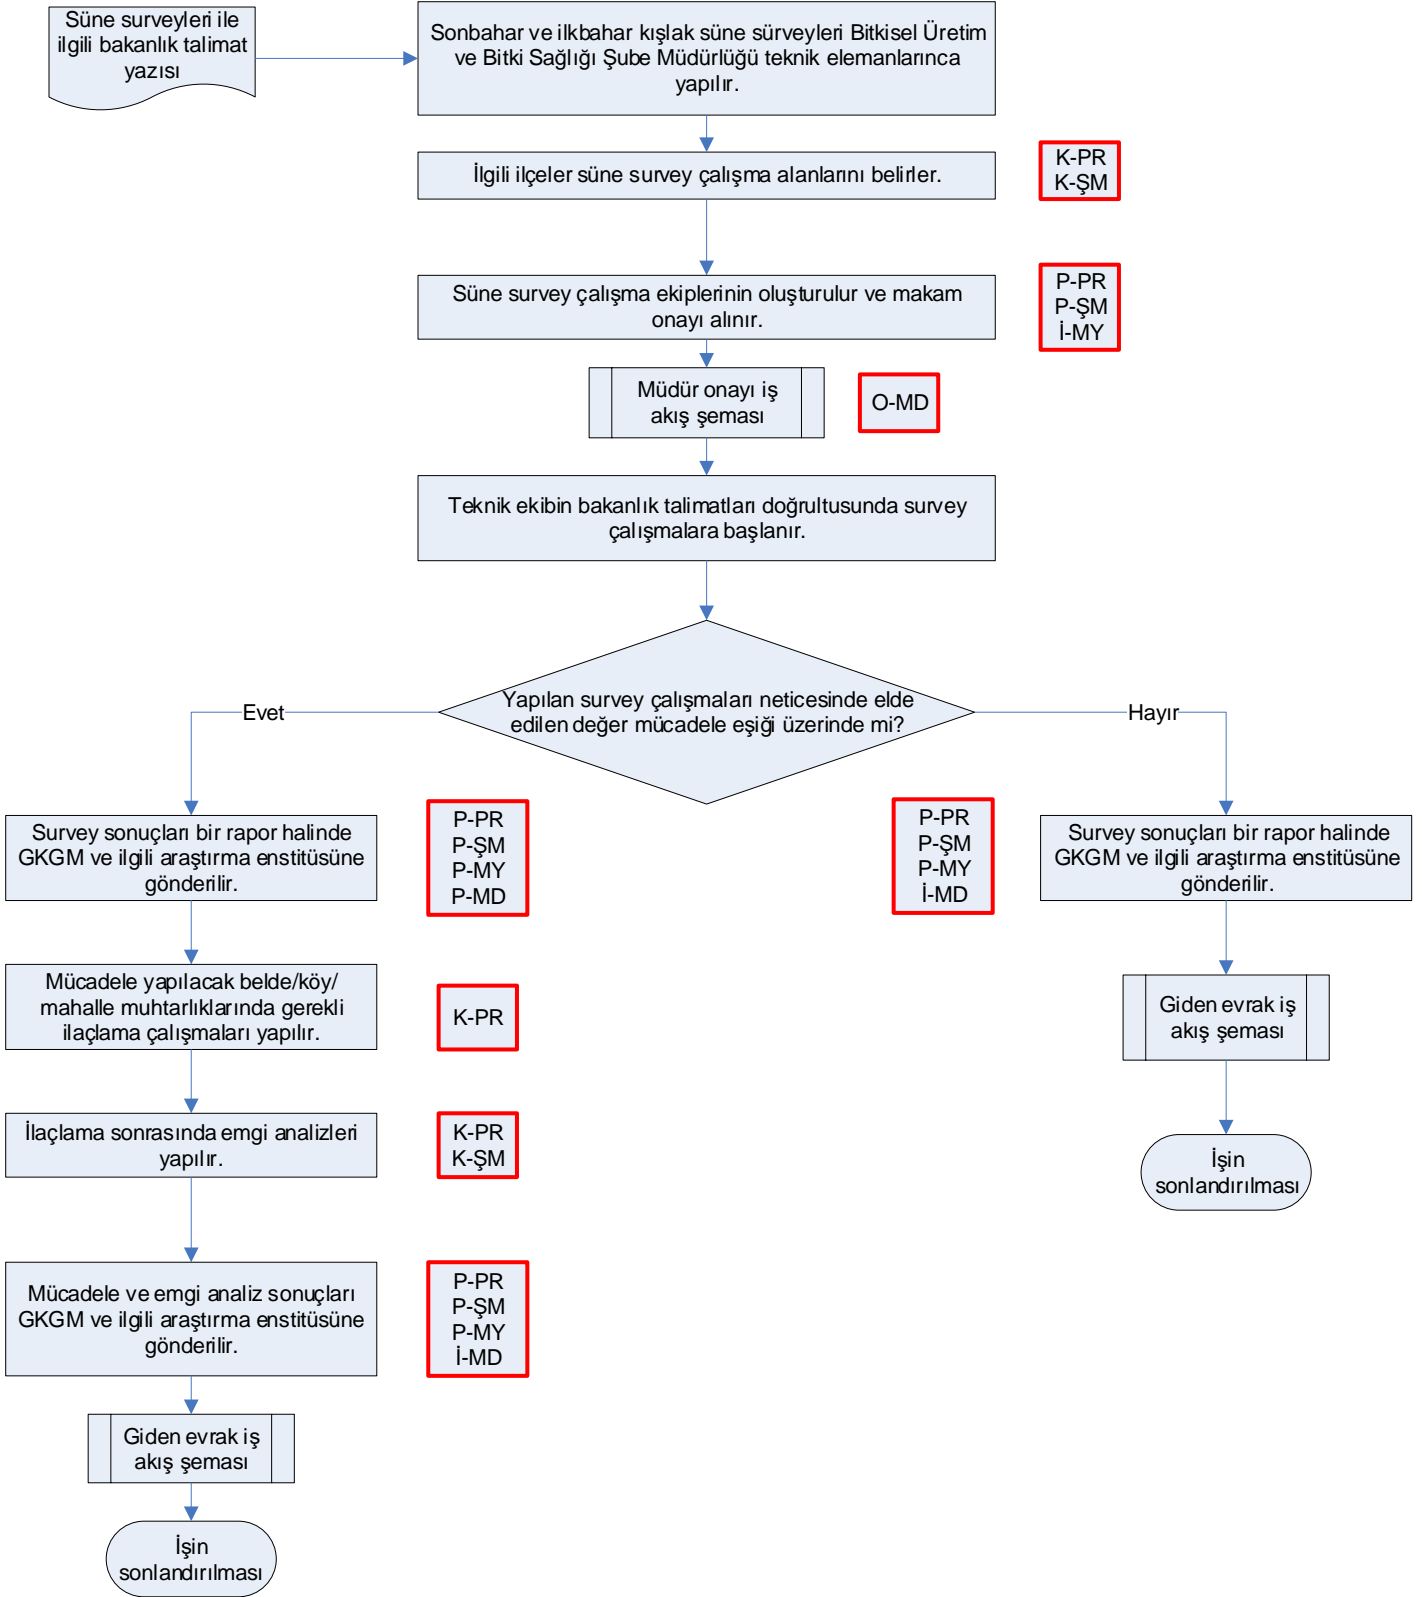 Süne surveyleri ile
ilgili bakanlık talimat
yazısı
Sonbahar ve ilkbahar kışlak süne sürveyleri Bitkisel Üretim
ve Bitki Sağlığı Şube Müdürlüğü teknik elemanlarınca
yapılır.
İlgili ilçeler süne survey çalışma alanlarını belirler.
K-PR
K-ŞM
Süne survey çalışma ekiplerinin oluşturulur ve makam
onayı alınır.
P-PR
P-ŞM
İ-MY
Müdür onayı iş
akış şeması
O-MD
Teknik ekibin bakanlık talimatları doğrultusunda survey
çalışmalara başlanır.
Yapılan survey çalışmaları neticesinde elde
edilen değer mücadele eşiği üzerinde mi?
Evet
Hayır
Survey sonuçları bir rapor halinde
GKGM ve ilgili araştırma enstitüsüne
gönderilir.
P-PR
P-ŞM
P-MY
P-MD
P-PR
P-ŞM
P-MY
İ-MD
Survey sonuçları bir rapor halinde
GKGM ve ilgili araştırma enstitüsüne
gönderilir.
Mücadele yapılacak belde/köy/
mahalle muhtarlıklarında gerekli
ilaçlama çalışmaları yapılır.
K-PR
Giden evrak iş
akış şeması
İlaçlama sonrasında emgi analizleri
yapılır.
K-PR
K-ŞM
İşin
sonlandırılması
Mücadele ve emgi analiz sonuçları
GKGM ve ilgili araştırma enstitüsüne
gönderilir.
P-PR
P-ŞM
P-MY
İ-MD
Giden evrak iş
akış şeması
İşin
sonlandırılması